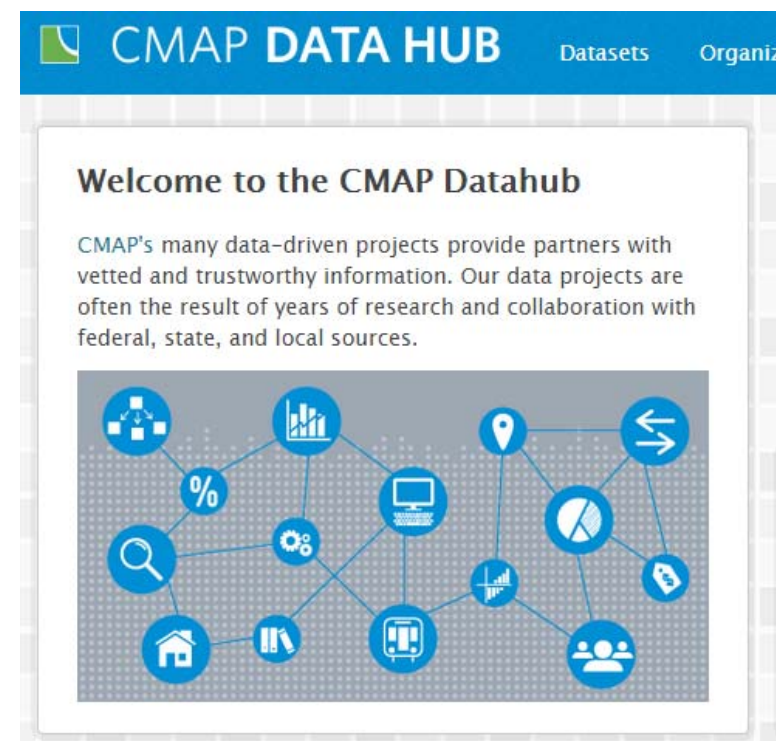 CMAP DATA HUB Datasets Organiz
Welcome to the CMAP Datahub
CMAP's many data-driven projects provide partners with
vetted and trustworthy information. Our data projects are
often the result of years of research and collaboration with
federal, state, and local sources.
%